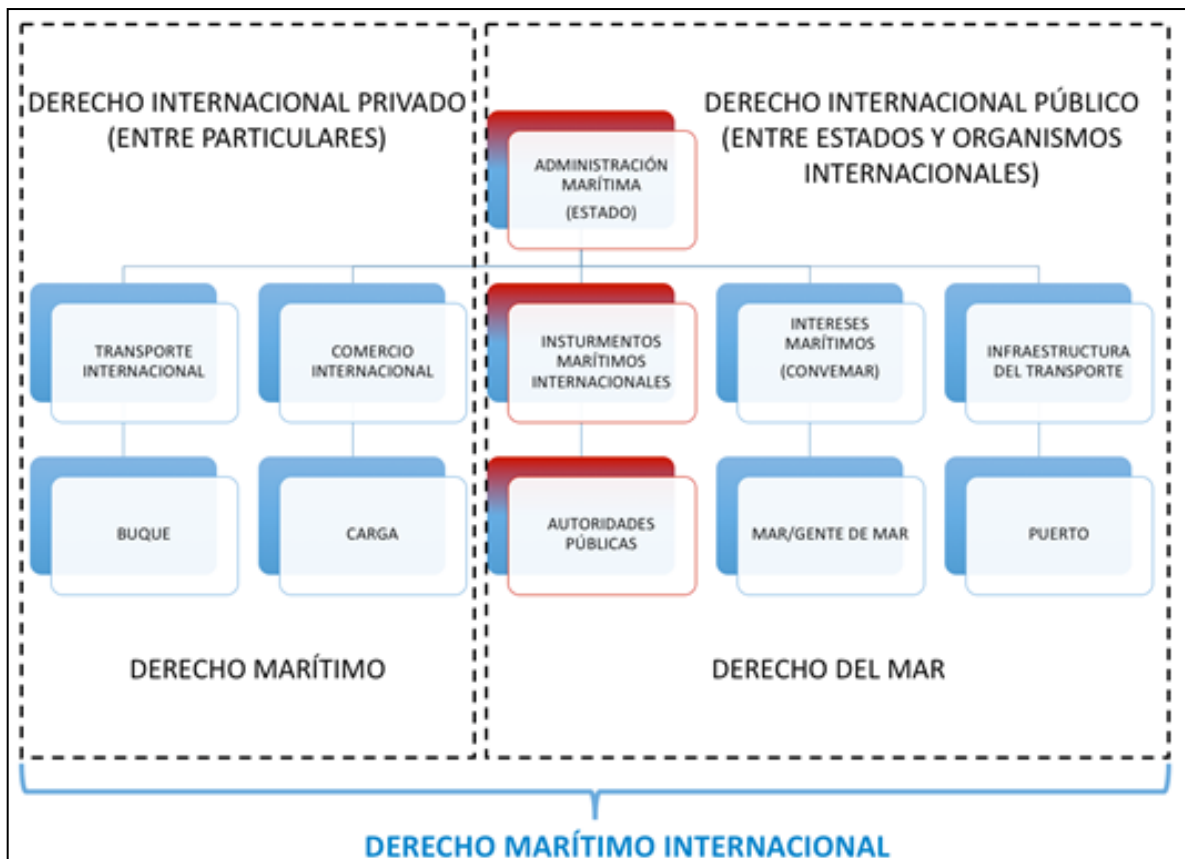 DERECHO INTERNACIONAL PRIVADO
(ENTRE PARTICULARES)
DERECHO INTERNACIONAL PÚBLICO
(ENTRE ESTADOS Y ORGANISMOS
INTERNACIONALES)
ADMINISTRACIÓN
MARÍTIMA
(ESTADO)
TRANSPORTE
INTERNACIONAL
COMERCIO
INTERNACIONAL
INSTURMENTOS
MARÍTIMOS
INTERNACIONALES
INTERESES
MARÍTIMOS
(CONVEMAR)
INFRAESTRUCTURA
DEL TRANSPORTE
BUQUE
CARGA
AUTORIDADES
PÚBLICAS
MAR/GENTE DE MAR
PUERTO
DERECHO MARÍTIMO
DERECHO DEL MAR
DERECHO MARÍTIMO INTERNACIONAL